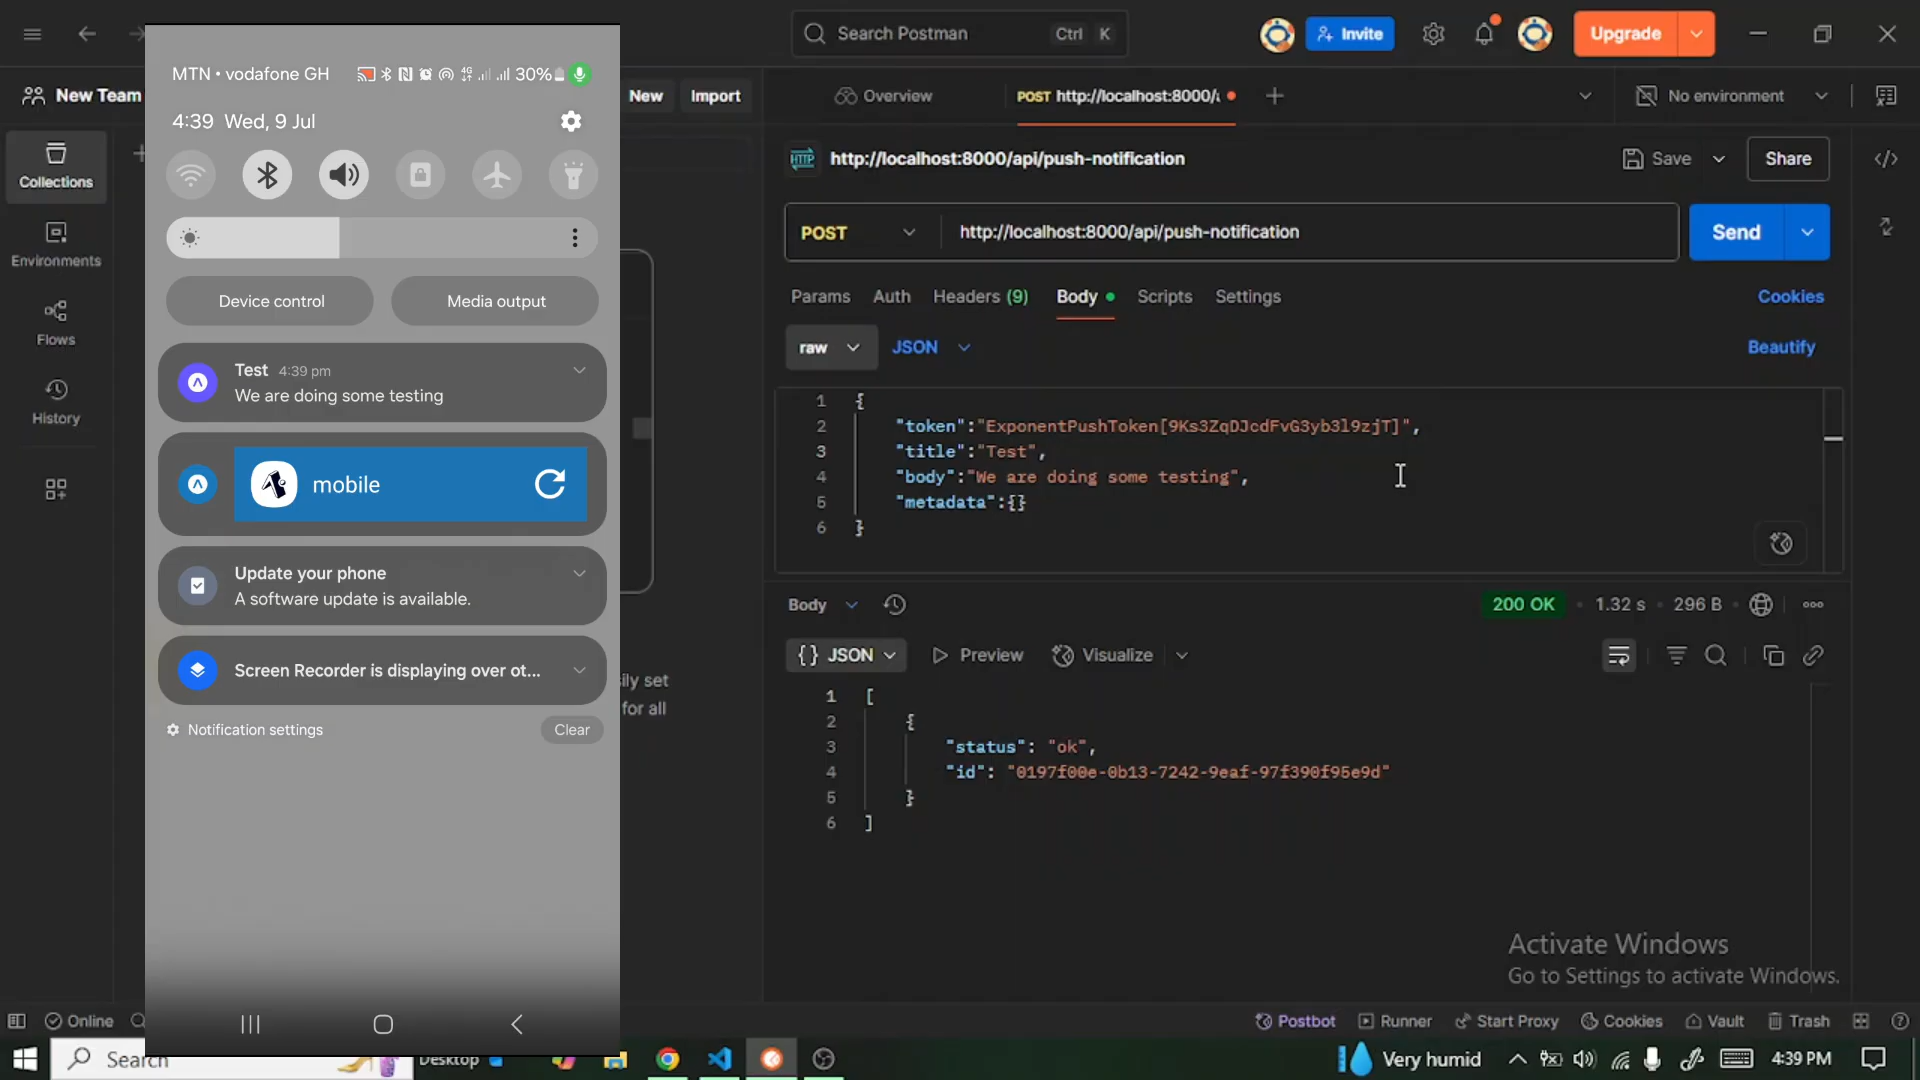 Search Postman
Ctrl K
Invite
Upgrade
New Team
New
Import
Overview
POST http://localhost:8000/
No environment
Collections
Environments
Flows
History
MTN • vodafone GH
4G
30%
4:39 Wed, 9 Jul
Device control
Media output
Test 4:39 pm
We are doing some testing
mobile
Update your phone
A software update is available.
Screen Recorder is displaying over ot...
Notification settings
Clear
for all
HTTP
http://localhost:8000/api/push-notification
Save
Share
POST
http://localhost:8000/api/push-notification
Send
Params
Auth
Headers (9)
Body
Scripts
Settings
Cookies
raw
JSON
Beautify
1 {
2 "token":"ExponentPushToken[9Ks3ZqDJcdFvG3yb3l9zjT]",
3 "title":"Test",
4 "body":"We are doing some testing",
5 "metadata":{}
6 }
Body
200 OK
1.32 s
296 B
{} JSON
Preview
Visualize
1 [
2 {
3 "status": "ok",
4 "id": "0197f00e-0b13-7242-9eaf-97f390f95e9d"
5 }
6 ]
Activate Windows
Go to Settings to activate Windows.
Online
Postbot
Runner
Start Proxy
Cookies
Vault
Trash
Search
Desktop
Very humid
4:39 PM